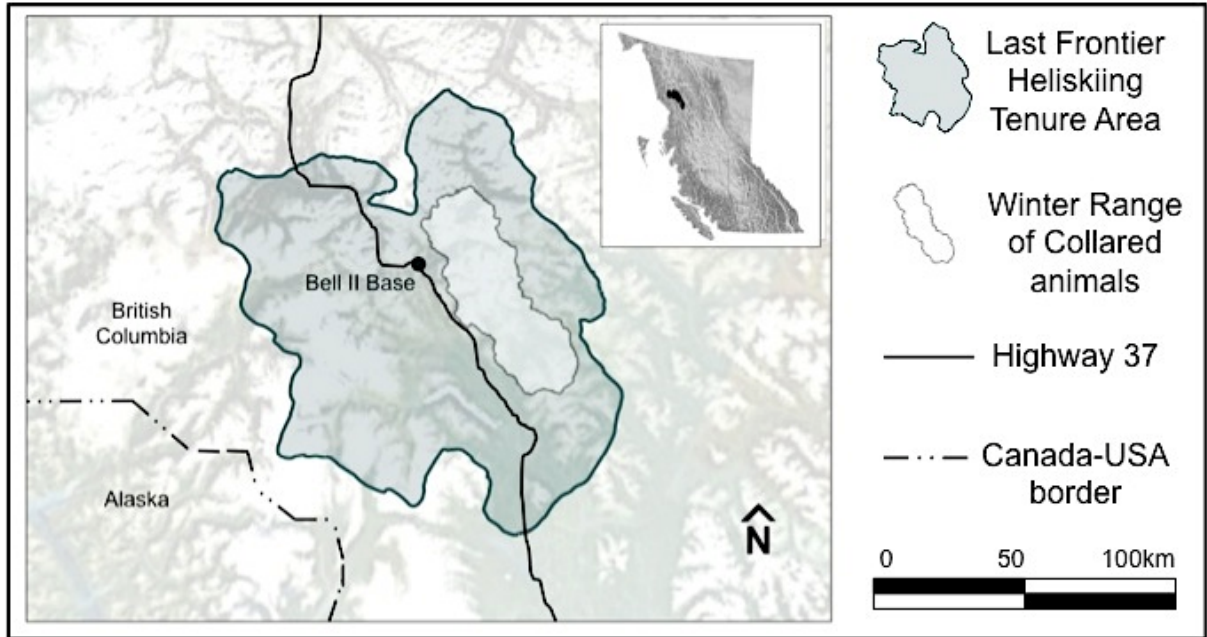 Bell II Base
British
Columbia
Alaska
N
Last Frontier
Heliskiing
Tenure Area
Winter Range
of Collared
animals
Highway 37
Canada-USA
border
0 50 100km